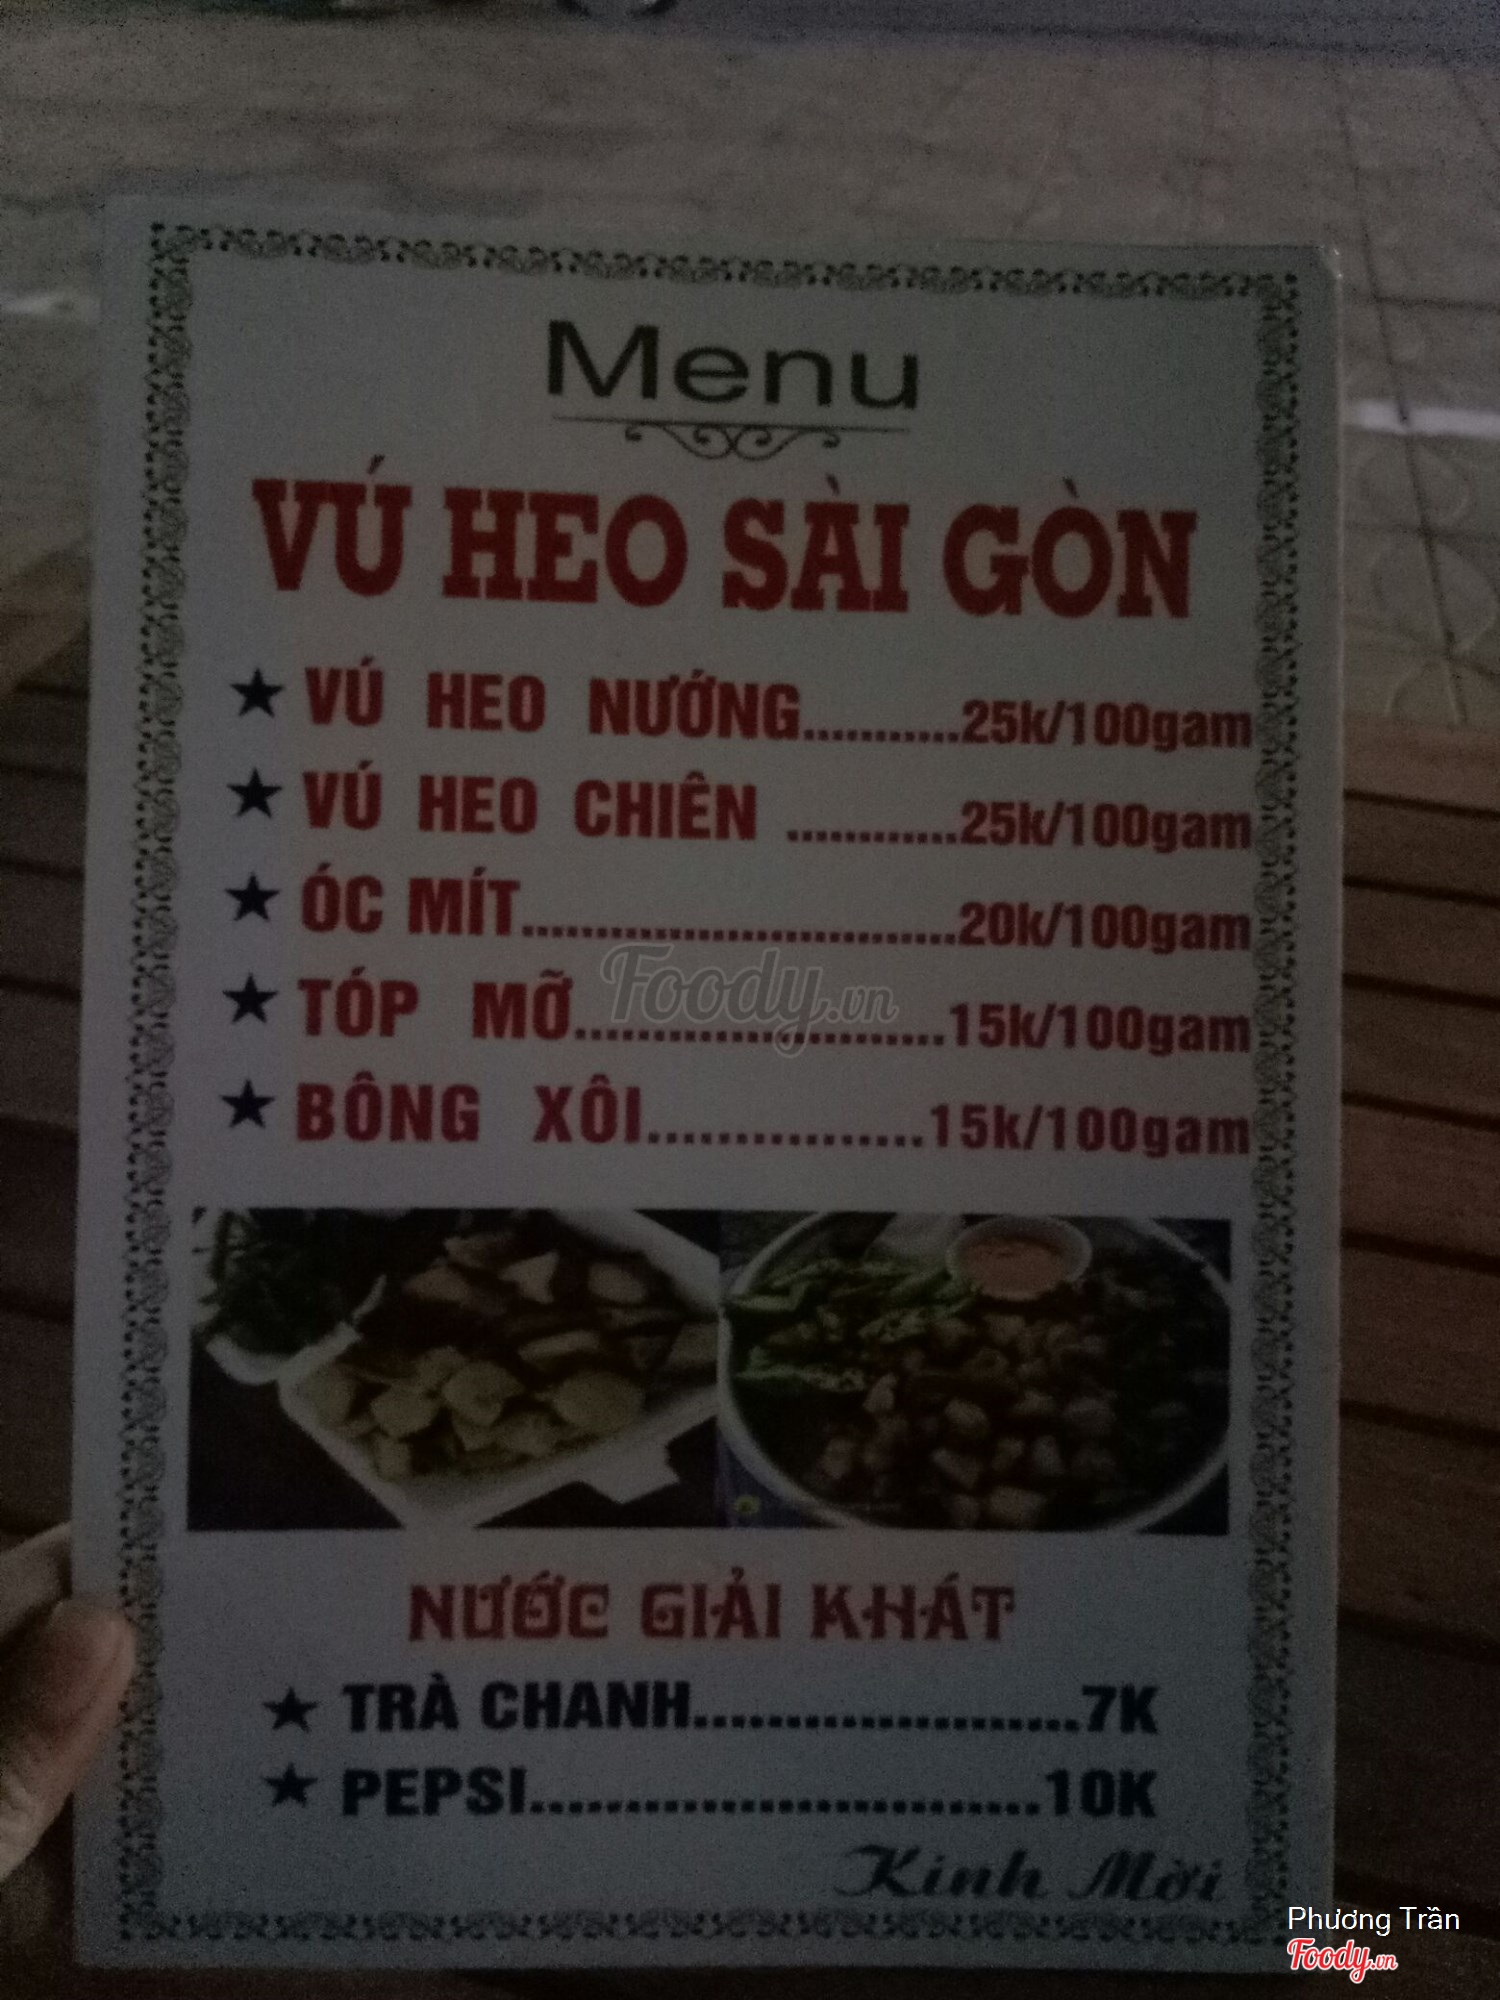 Menu
VÚ HEO SÀI GÒN
★ VÚ HEO NƯỚNG...........25k/100gam
★ VÚ HEO CHIÊN ............25k/100gam
★ ÓC MÍT..............................20k/100gam
★ TÓP MỠ.........................15k/100gam
★ BÔNG XÔI................15k/100gam
Foody.vn
NƯỚC GIẢI KHÁT
★ TRÀ CHANH......................7K
★ PEPSI.............................10K
Kính Mời
Phương Trần
Foody.vn